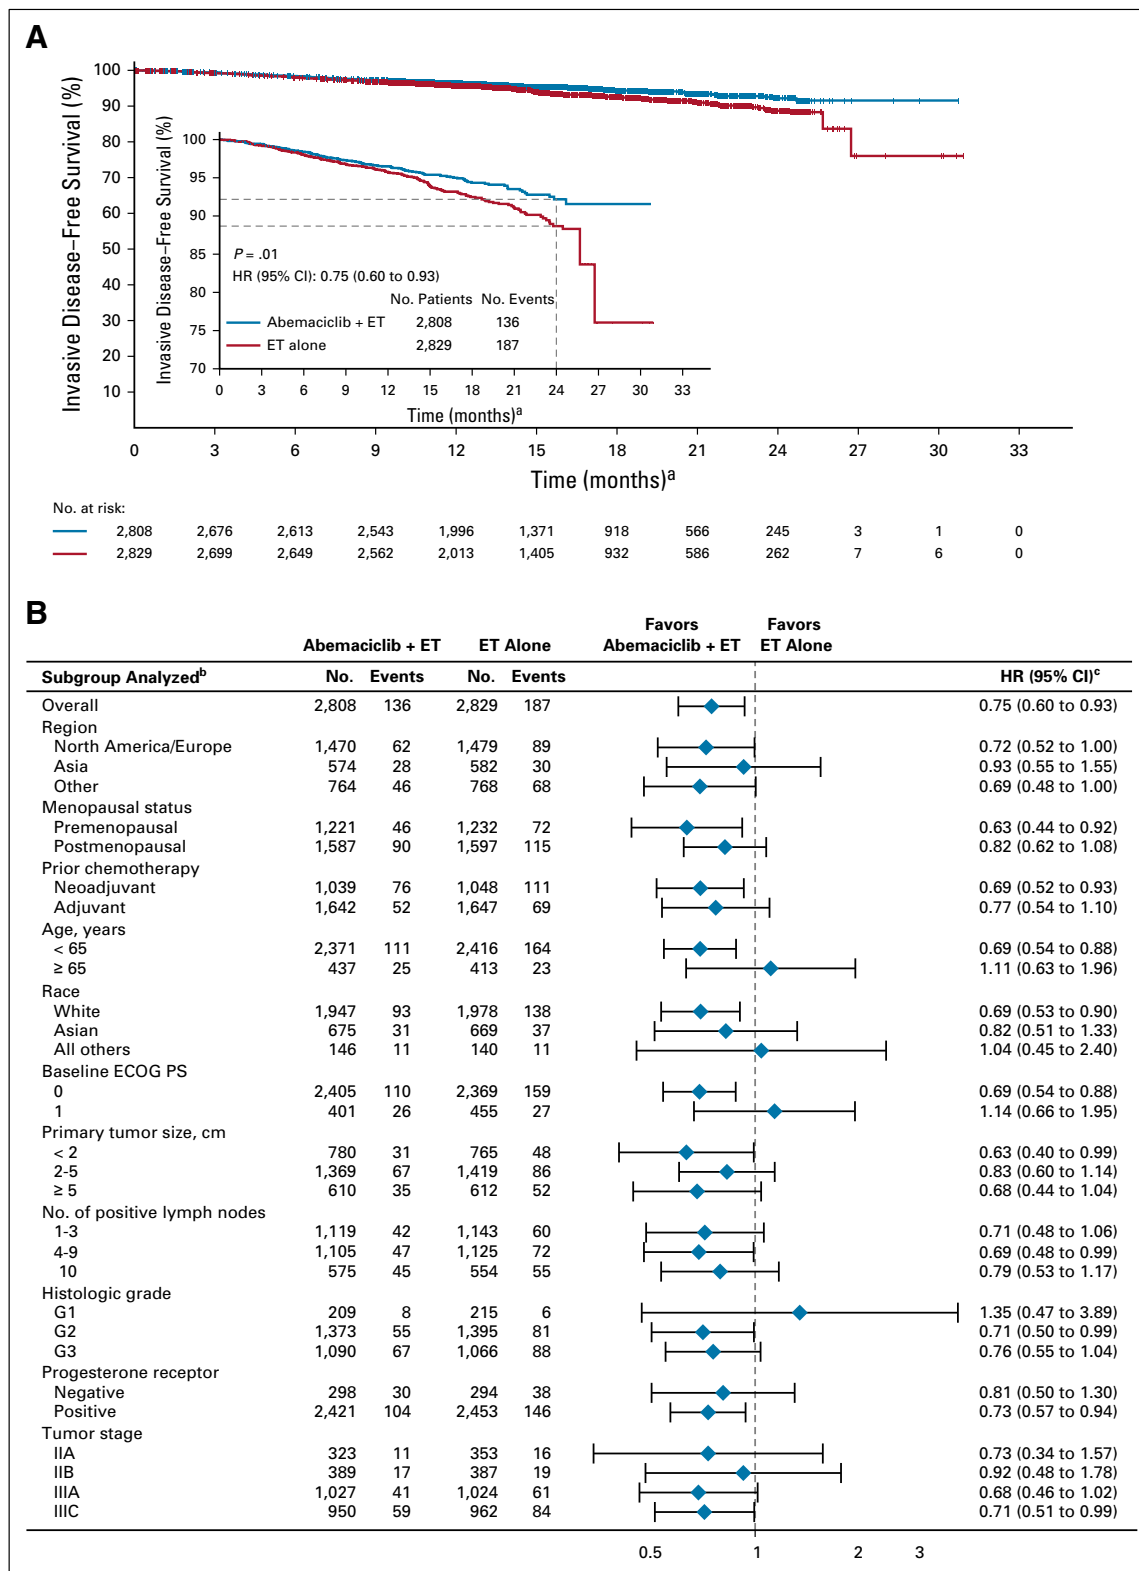 A
Invasive Disease–Free Survival (%)
100
90
80
70
60
50
40
30
20
10
0 3 6 9 12 15 18 21 24 27 30 33
Time (months)a
Invasive Disease–Free Survival (%)
100
95
90
85
80
75
70
P = .01
HR (95% CI): 0.75 (0.60 to 0.93)
No. Patients No. Events
Abemaciclib + ET 2,808 136
ET alone 2,829 187
0 3 6 9 12 15 18 21 24 27 30 33
Time (months)a
No. at risk:
2,808 2,676 2,613 2,543 1,996 1,371 918 566 245 3 1 0
2,829 2,699 2,649 2,562 2,013 1,405 932 586 262 7 6 0
B
Favors Favors
Abemaciclib + ET ET Alone Abemaciclib + ET ET Alone
Subgroup Analyzedb No. Events No. Events HR (95% CI)c
Overall 2,808 136 2,829 187 0.75 (0.60 to 0.93)
Region
North America/Europe 1,470 62 1,479 89 0.72 (0.52 to 1.00)
Asia 574 28 582 30 0.93 (0.55 to 1.55)
Other 764 46 768 68 0.69 (0.48 to 1.00)
Menopausal status
Premenopausal 1,221 46 1,232 72 0.63 (0.44 to 0.92)
Postmenopausal 1,587 90 1,597 115 0.82 (0.62 to 1.08)
Prior chemotherapy
Neoadjuvant 1,039 76 1,048 111 0.69 (0.52 to 0.93)
Adjuvant 1,642 52 1,647 69 0.77 (0.54 to 1.10)
Age, years
< 65 2,371 111 2,416 164 0.69 (0.54 to 0.88)
≥ 65 437 25 413 23 1.11 (0.63 to 1.96)
Race
White 1,947 93 1,978 138 0.69 (0.53 to 0.90)
Asian 675 31 669 37 0.82 (0.51 to 1.33)
All others 146 11 140 11 1.04 (0.45 to 2.40)
Baseline ECOG PS
0 2,405 110 2,369 159 0.69 (0.54 to 0.88)
1 401 26 455 27 1.14 (0.66 to 1.95)
Primary tumor size, cm
< 2 780 31 765 48 0.63 (0.40 to 0.99)
2-5 1,369 67 1,419 86 0.83 (0.60 to 1.14)
≥ 5 610 35 612 52 0.68 (0.44 to 1.04)
No. of positive lymph nodes
1-3 1,119 42 1,143 60 0.71 (0.48 to 1.06)
4-9 1,105 47 1,125 72 0.69 (0.48 to 0.99)
10 575 45 554 55 0.79 (0.53 to 1.17)
Histologic grade
G1 209 8 215 6 1.35 (0.47 to 3.89)
G2 1,373 55 1,395 81 0.71 (0.50 to 0.99)
G3 1,090 67 1,066 88 0.76 (0.55 to 1.04)
Progesterone receptor
Negative 298 30 294 38 0.81 (0.50 to 1.30)
Positive 2,421 104 2,453 146 0.73 (0.57 to 0.94)
Tumor stage
IIA 323 11 353 16 0.73 (0.34 to 1.57)
IIB 389 17 387 19 0.92 (0.48 to 1.78)
IIIA 1,027 41 1,024 61 0.68 (0.46 to 1.02)
IIIC 950 59 962 84 0.71 (0.51 to 0.99)
0.5 1 2 3